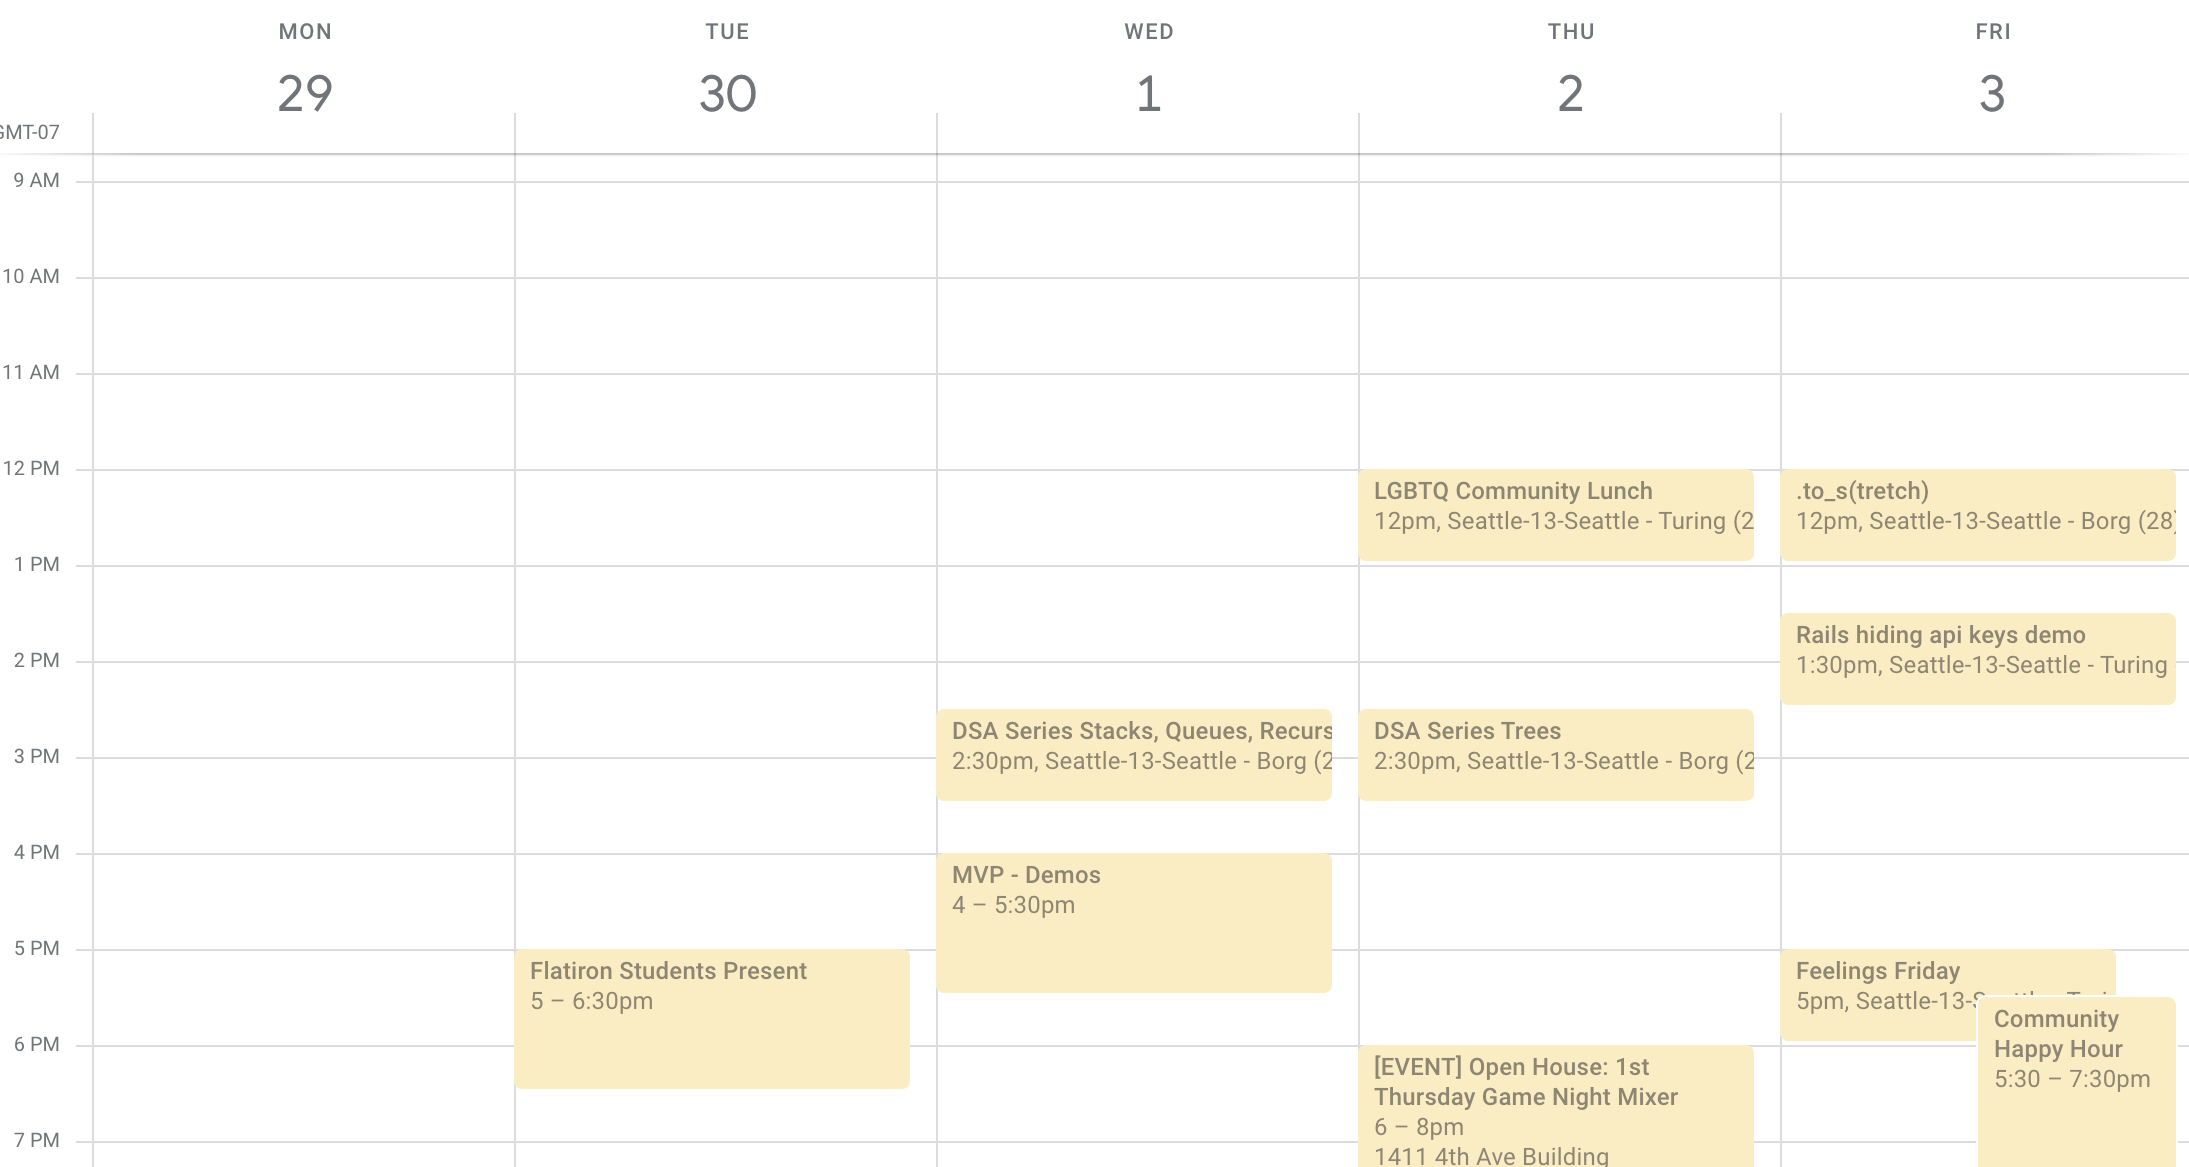 MON
TUE
WED
THU
FRI
29
30
1
2
3
GMT-07
9 AM
10 AM
11 AM
12 PM
1 PM
2 PM
3 PM
4 PM
5 PM
6 PM
7 PM
Flatiron Students Present
5 – 6:30pm
DSA Series Stacks, Queues, Recurs
2:30pm, Seattle-13-Seattle - Borg (2
MVP - Demos
4 – 5:30pm
LGBTQ Community Lunch
12pm, Seattle-13-Seattle - Turing (2
DSA Series Trees
2:30pm, Seattle-13-Seattle - Borg (2
[EVENT] Open House: 1st
Thursday Game Night Mixer
6 – 8pm
1411 4th Ave Building
.to_s(tretch)
12pm, Seattle-13-Seattle - Borg (28)
Rails hiding api keys demo
1:30pm, Seattle-13-Seattle - Turing
Feelings Friday
5pm, Seattle-13-
Community
Happy Hour
5:30 – 7:30pm